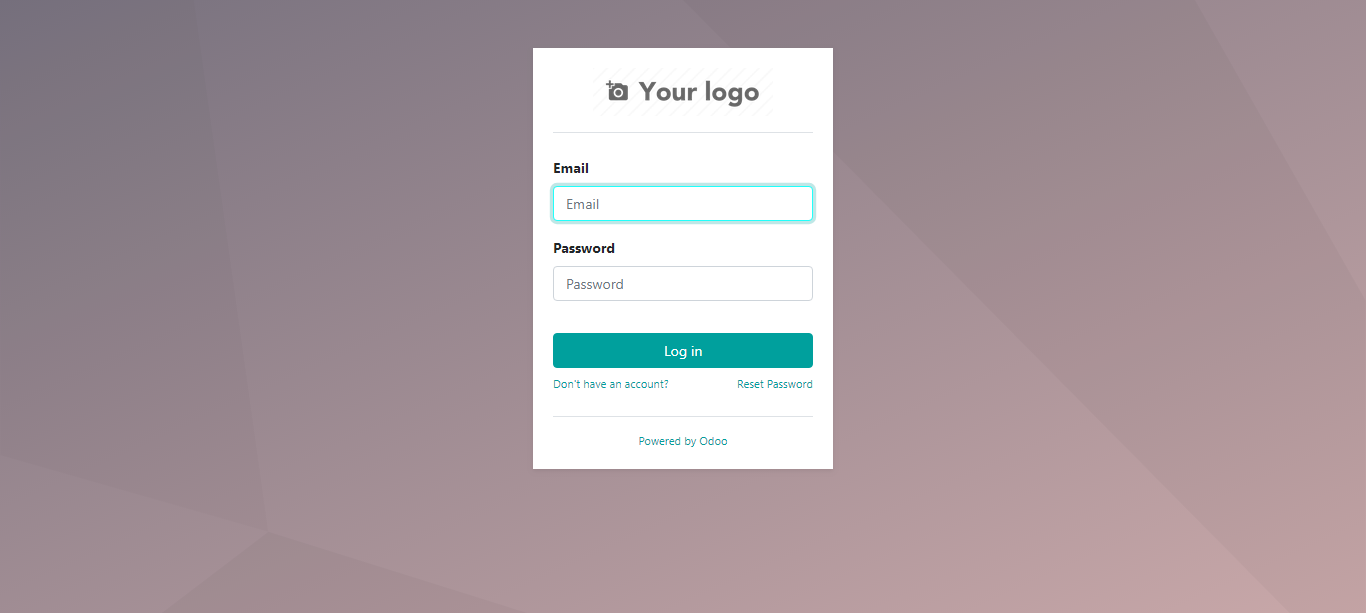 Your logo
Email
Email
Password
Password
Log in
Don't have an account? Reset Password
Powered by Odoo